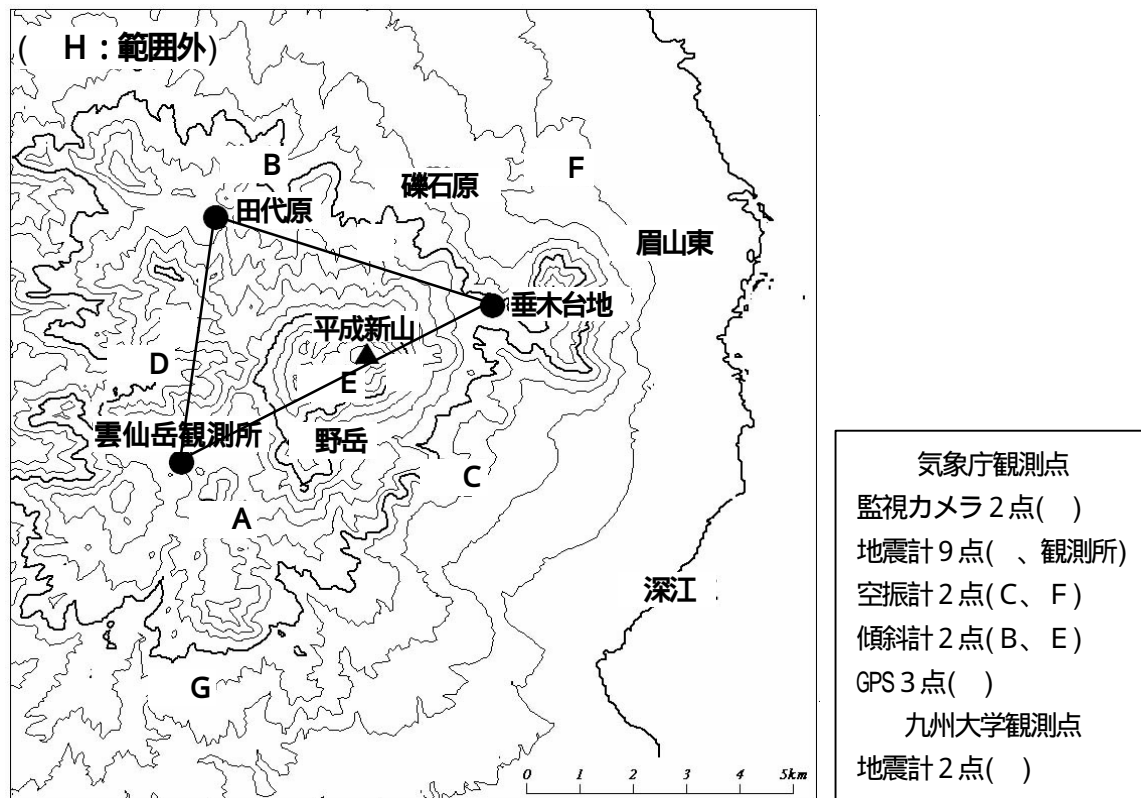 ( H：範囲外)
B
F
礫石原
田代原
眉山東
垂木台地
平成新山
D
E
雲仙岳観測所
野岳
C
A
深江
G
0 1 2 3 4 5km
気象庁観測点
監視カメラ２点( )
地震計９点( 、観測所)
空振計２点(Ｃ、Ｆ)
傾斜計２点(Ｂ、Ｅ)
GPS３点( )
九州大学観測点
地震計２点( )